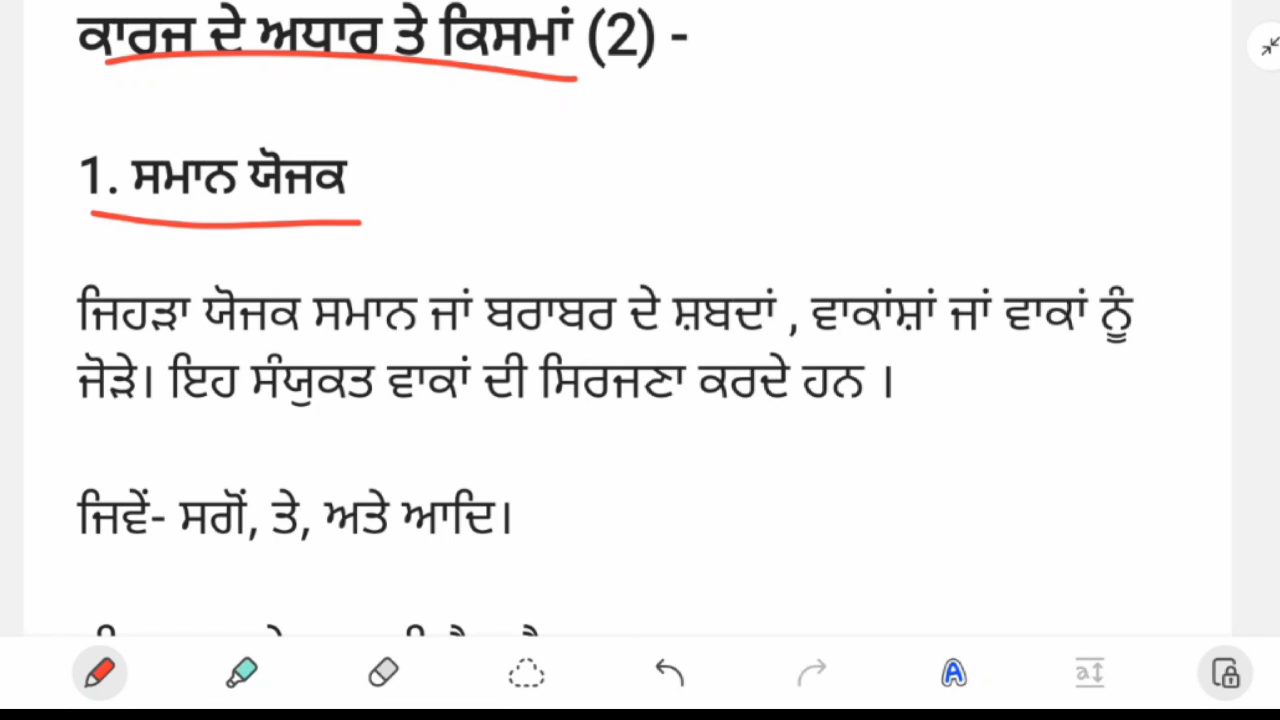 ਕਾਰਜ ਦੇ ਅਧਾਰ ਤੇ ਕਿਸਮਾਂ (2) -
1. ਸਮਾਨ ਯੋਜਕ
ਜਿਹੜਾ ਯੋਜਕ ਸਮਾਨ ਜਾਂ ਬਰਾਬਰ ਦੇ ਸ਼ਬਦਾਂ , ਵਾਕਾਂਸ਼ਾਂ ਜਾਂ ਵਾਕਾਂ ਨੂੰ
ਜੋੜੇ। ਇਹ ਸੰਯੁਕਤ ਵਾਕਾਂ ਦੀ ਸਿਰਜਣਾ ਕਰਦੇ ਹਨ ।
ਜਿਵੇਂ- ਸਗੋਂ, ਤੇ, ਅਤੇ ਆਦਿ।